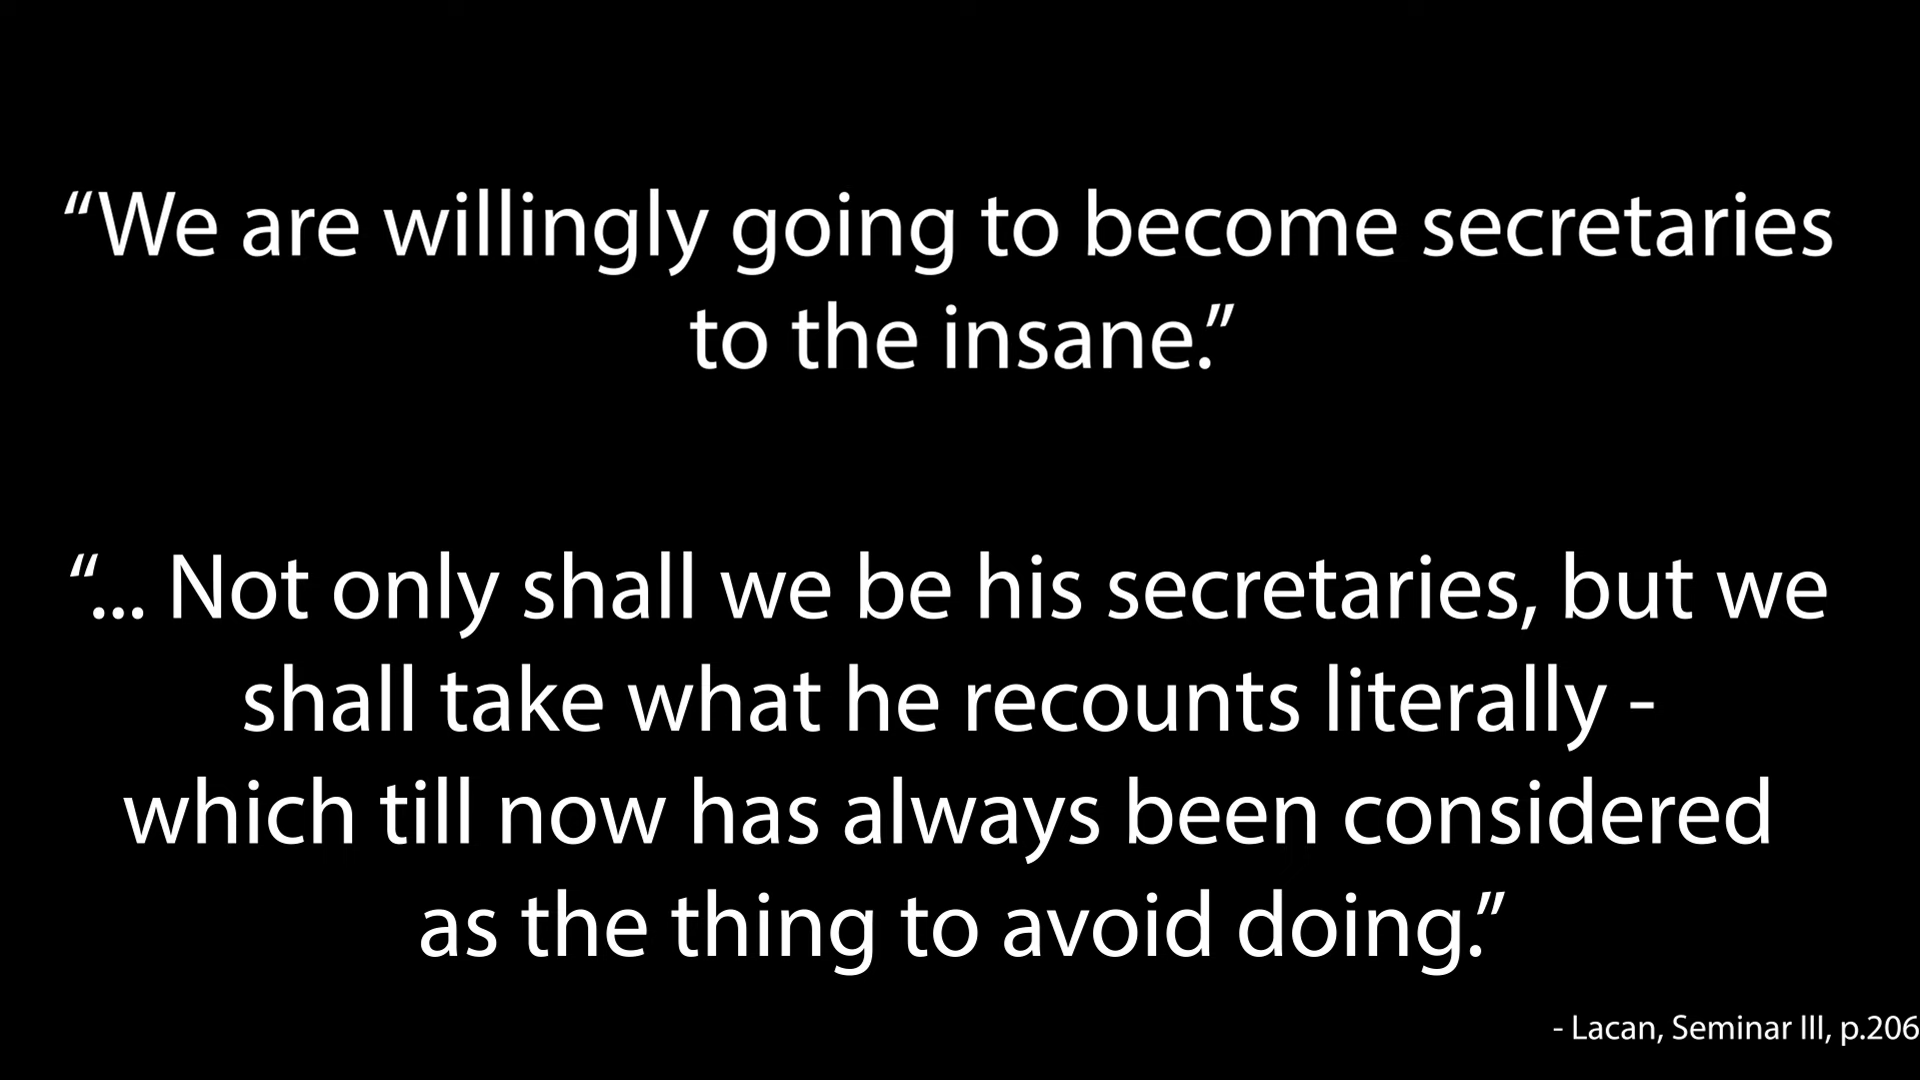 “We are willingly going to become secretaries
to the insane.”
“... Not only shall we be his secretaries, but we
shall take what he recounts literally -
which till now has always been considered
as the thing to avoid doing.”
- Lacan, Seminar III, p.206